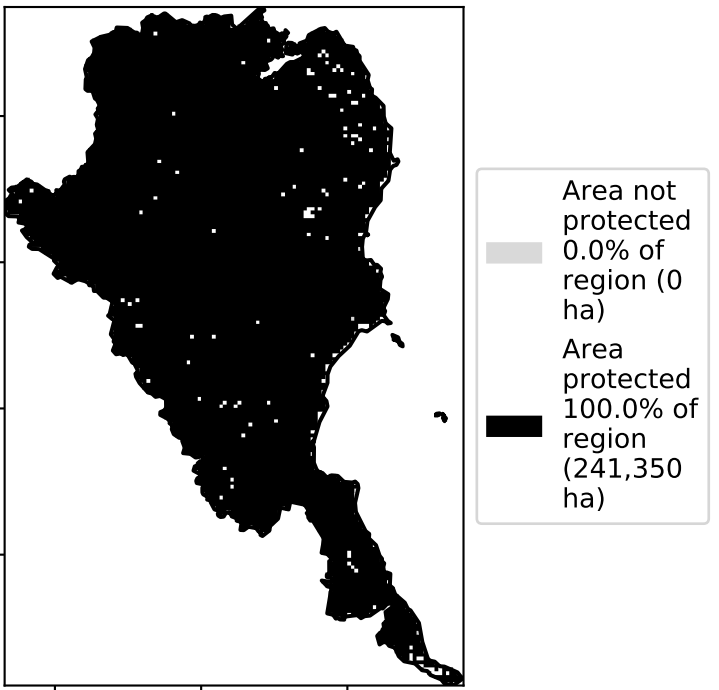 Area not
protected
0.0% of
region (0
ha)
Area
protected
100.0% of
region
(241,350
ha)